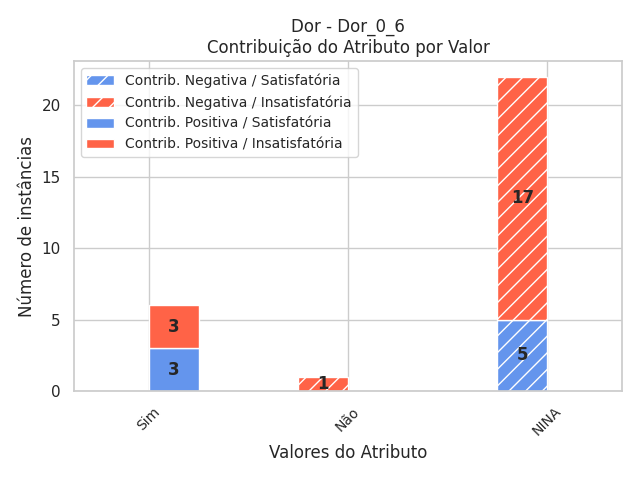 Dor - Dor_0_6
Contribuição do Atributo por Valor
Contrib. Negativa / Satisfatória
Contrib. Negativa / Insatisfatória
Contrib. Positiva / Satisfatória
Contrib. Positiva / Insatisfatória
Número de instâncias
20
15
10
5
0
3
3
1
17
5
Sim
Não
NINA
Valores do Atributo